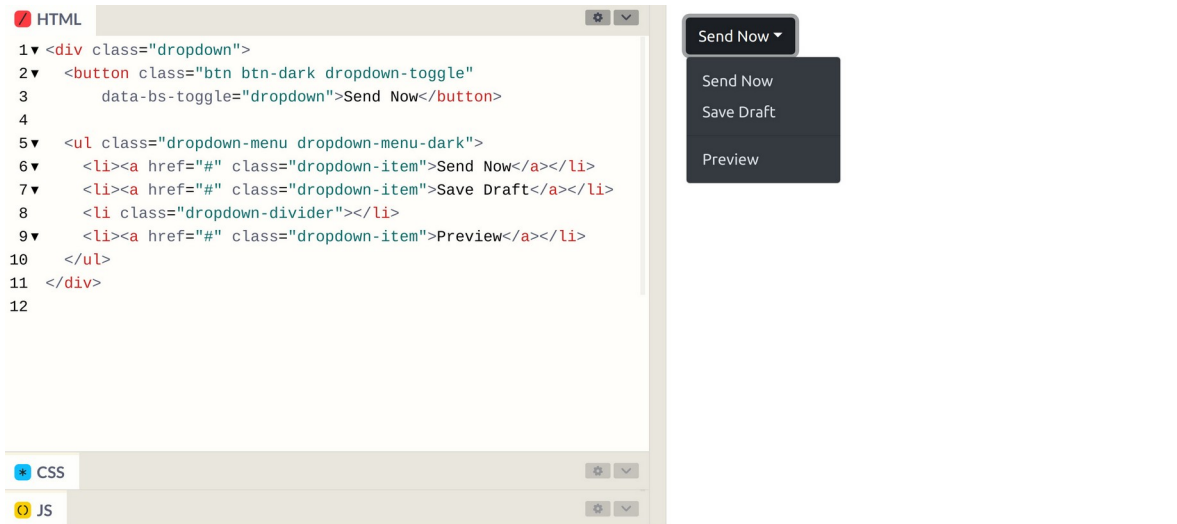 / HTML
1▼ <div class="dropdown">
2▼   <button class="btn btn-dark dropdown-toggle"
3        data-bs-toggle="dropdown">Send Now</button>
4
5▼   <ul class="dropdown-menu dropdown-menu-dark">
6▼     <li><a href="#" class="dropdown-item">Send Now</a></li>
7▼     <li><a href="#" class="dropdown-item">Save Draft</a></li>
8      <li class="dropdown-divider"></li>
9▼     <li><a href="#" class="dropdown-item">Preview</a></li>
10   </ul>
11 </div>
12
* CSS
() JS
Send Now
Send Now
Save Draft
Preview